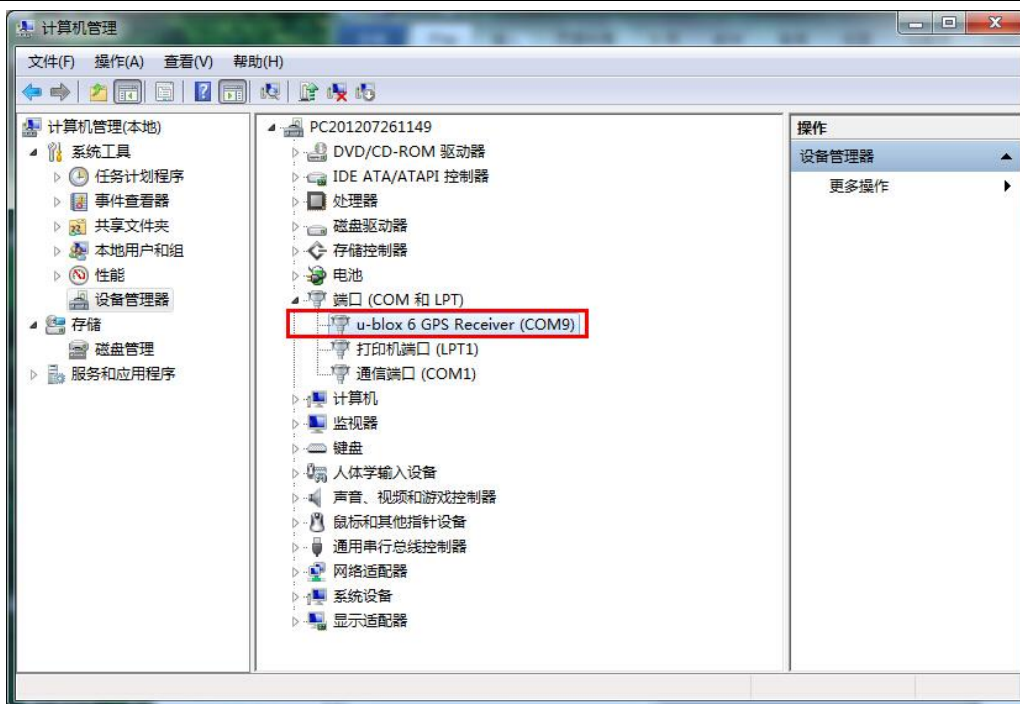 计算机管理
文件(F) 操作(A) 查看(V) 帮助(H)
计算机管理(本地)
系统工具
任务计划程序
事件查看器
共享文件夹
本地用户和组
性能
设备管理器
存储
磁盘管理
服务和应用程序
PC201207261149
DVD/CD-ROM 驱动器
IDE ATA/ATAPI 控制器
处理器
磁盘驱动器
存储控制器
电池
端口 (COM 和 LPT)
u-blox 6 GPS Receiver (COM9)
打印机端口 (LPT1)
通信端口 (COM1)
计算机
监视器
键盘
人体学输入设备
声音、视频和游戏控制器
鼠标和其他指针设备
通用串行总线控制器
网络适配器
系统设备
显示适配器
操作
设备管理器
更多操作